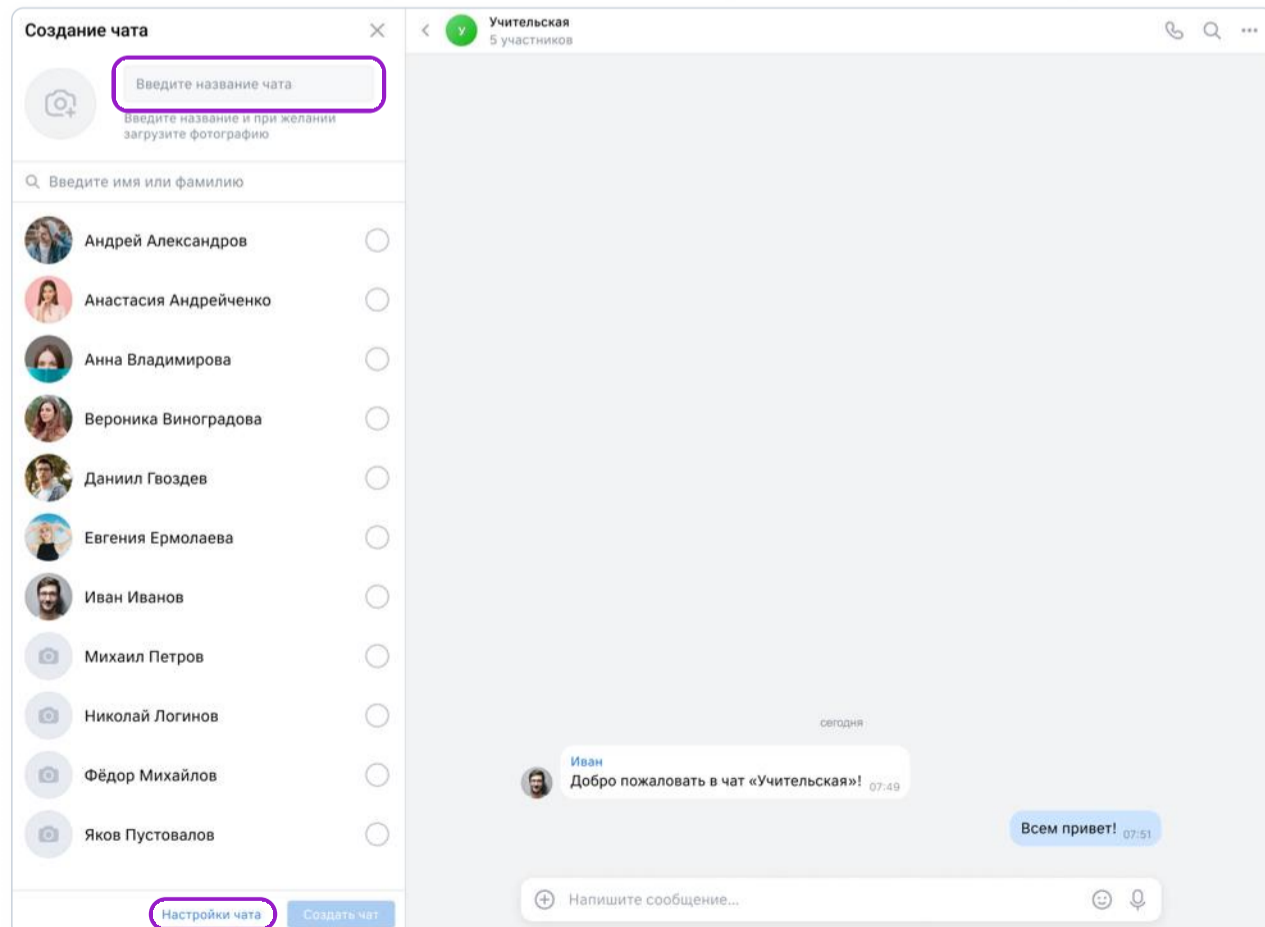 Создание чата
Введите название чата
Введите название и при желании
загрузите фотографию
Введите имя или фамилию
Андрей Александров
Анастасия Андрейченко
Анна Владимирова
Вероника Виноградова
Даниил Гвоздев
Евгения Ермолаева
Иван Иванов
Михаил Петров
Николай Логинов
Фёдор Михайлов
Яков Пустовалов
Настройки чата
Создать чат
У
Учительская
5 участников
сегодня
Иван
Добро пожаловать в чат «Учительская»! 07:49
Всем привет! 07:51
Напишите сообщение...